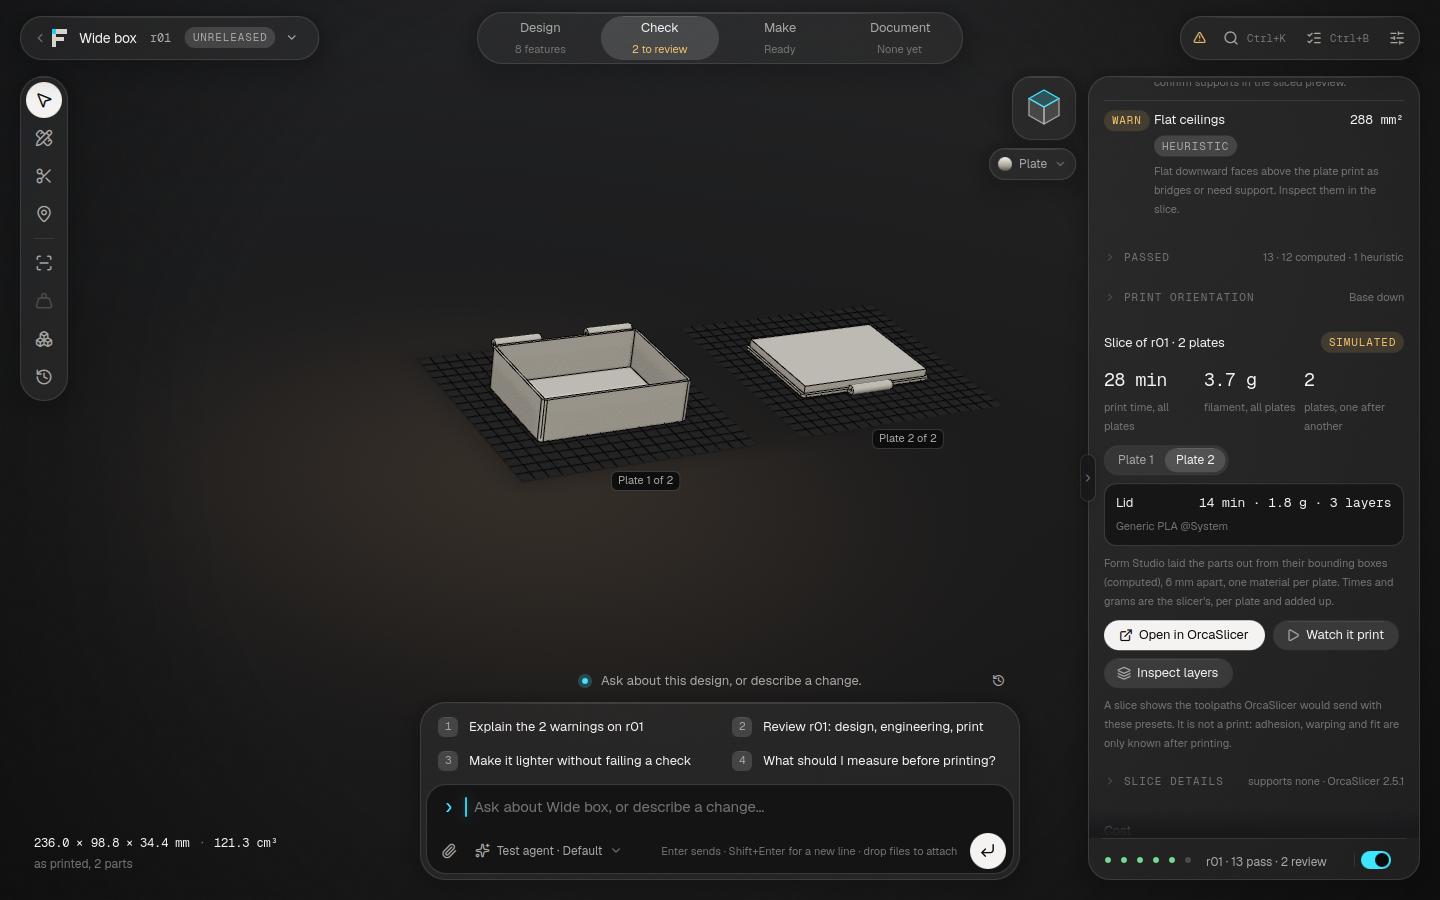 Wide box r01 UNRELEASED
Design
8 features
Check
2 to review
Make
Ready
Document
None yet
Ctrl+K
Ctrl+B
Plate
confirm supports in the sliced preview.
WARN Flat ceilings 288 mm²
HEURISTIC
Flat downward faces above the plate print as
bridges or need support. Inspect them in the
slice.
PASSED 13 · 12 computed · 1 heuristic
PRINT ORIENTATION Base down
Slice of r01 · 2 plates SIMULATED
28 min 3.7 g 2
print time, all filament, all plates plates, one after
plates another
Plate 1 Plate 2
Lid 14 min · 1.8 g · 3 layers
Generic PLA @System
Form Studio laid the parts out from their bounding boxes
(computed), 6 mm apart, one material per plate. Times and
grams are the slicer's, per plate and added up.
Open in OrcaSlicer Watch it print
Inspect layers
A slice shows the toolpaths OrcaSlicer would send with
these presets. It is not a print: adhesion, warping and fit are
only known after printing.
SLICE DETAILS supports none · OrcaSlicer 2.5.1
Cost
r01 · 13 pass · 2 review
Plate 1 of 2
Plate 2 of 2
Ask about this design, or describe a change.
1 Explain the 2 warnings on r01
2 Review r01: design, engineering, print
3 Make it lighter without failing a check
4 What should I measure before printing?
Ask about Wide box, or describe a change...
Test agent · Default
Enter sends · Shift+Enter for a new line · drop files to attach
236.0 × 98.8 × 34.4 mm · 121.3 cm³
as printed, 2 parts